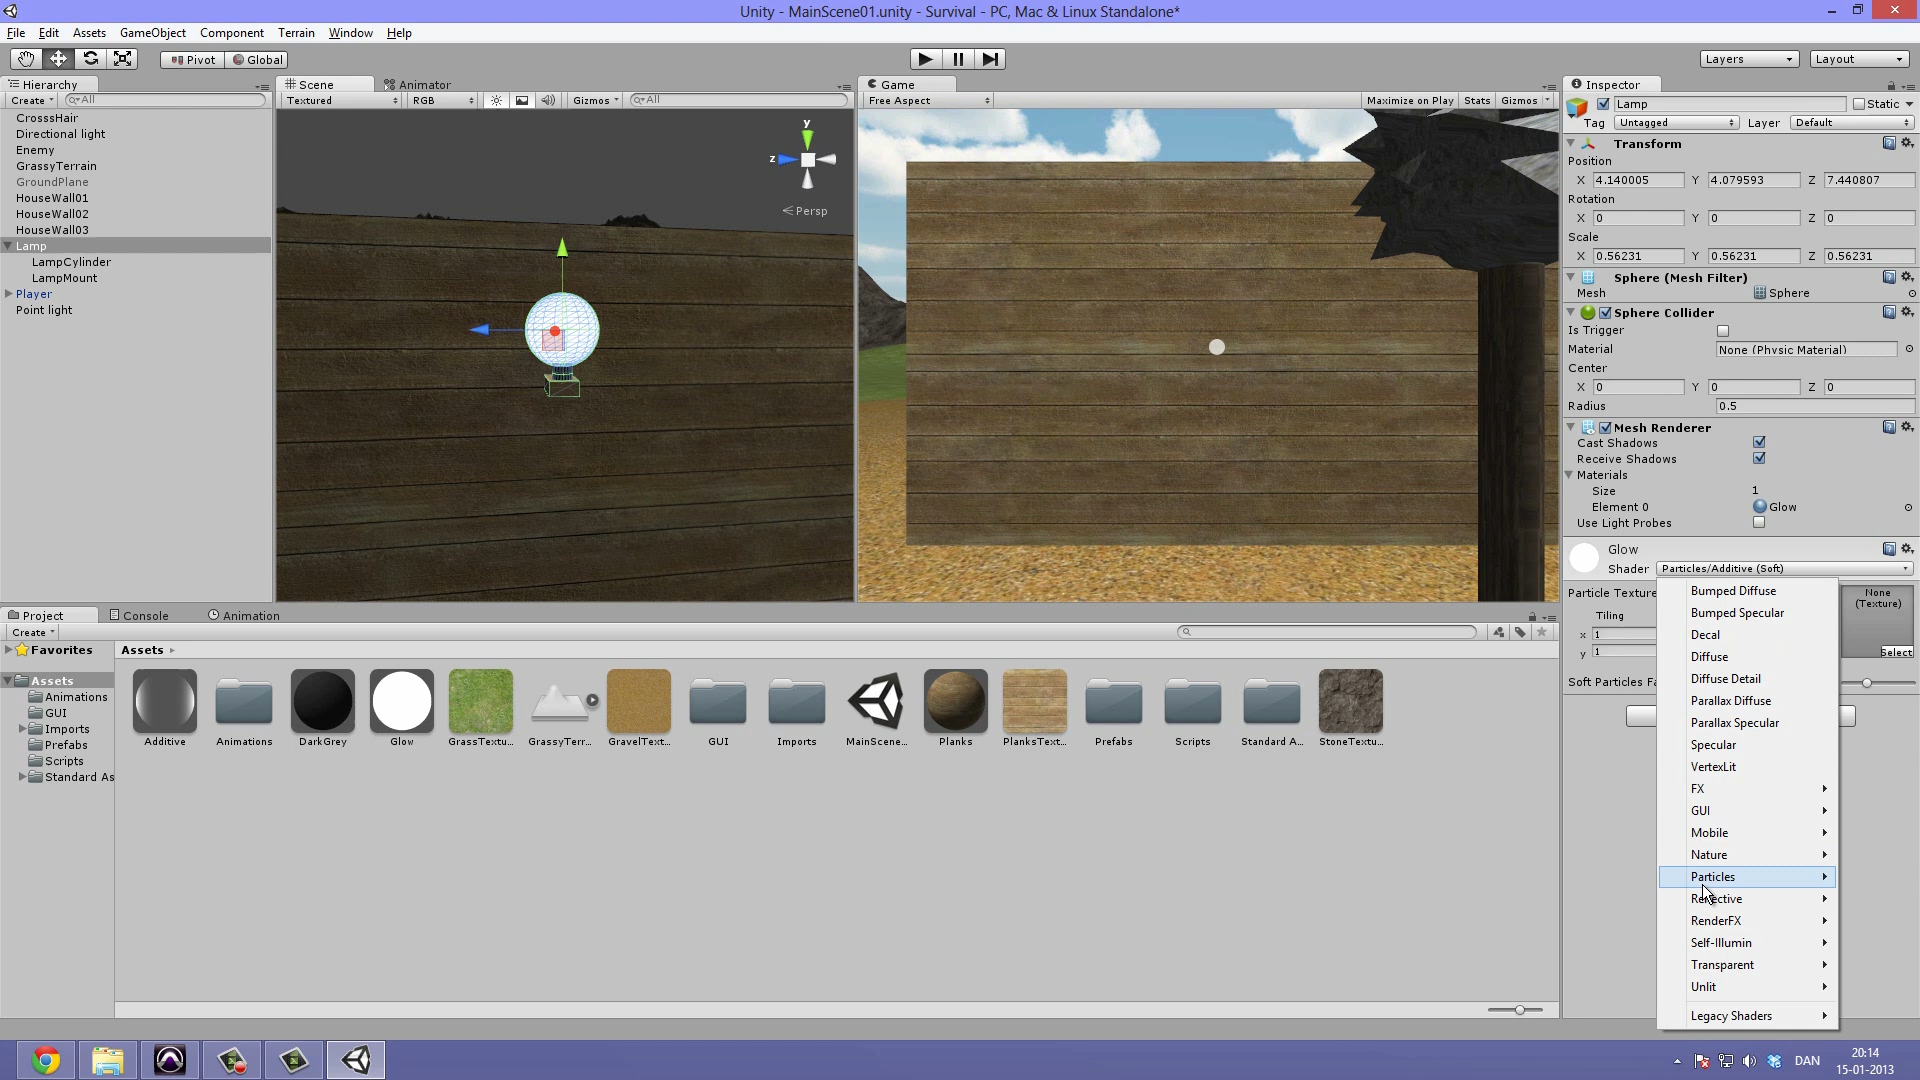 Unity - MainScene01.unity - Survival - PC, Mac & Linux Standalone*
File Edit Assets GameObject Component Terrain Window Help
Pivot Global Layers Layout
Hierarchy
Create All
CrosssHair
Directional light
Enemy
GrassyTerrain
GroundPlane
HouseWall01
HouseWall02
HouseWall03
Lamp
LampCylinder
LampMount
Player
Point light
Scene Animator
Textured RGB Gizmos All
y
z
Persp
Game
Free Aspect Maximize on Play Stats Gizmos
Inspector
Lamp Static
Tag Untagged Layer Default
Transform
Position
X 4.140005 Y 4.079593 Z 7.440807
Rotation
X 0 Y 0 Z 0
Scale
X 0.56231 Y 0.56231 Z 0.56231
Sphere (Mesh Filter)
Mesh Sphere
Sphere Collider
Is Trigger
Material None (Physic Material)
Center
X 0 Y 0 Z 0
Radius 0.5
Mesh Renderer
Cast Shadows
Receive Shadows
Materials
Size 1
Element 0 Glow
Use Light Probes
Glow
Shader Particles/Additive (Soft)
Particle Texture
Tiling
x 1
y 1
None
(Texture)
Select
Soft Particles Fa
Bumped Diffuse
Bumped Specular
Decal
Diffuse
Diffuse Detail
Parallax Diffuse
Parallax Specular
Specular
VertexLit
FX
GUI
Mobile
Nature
Particles
Reflective
RenderFX
Self-Illumin
Transparent
Unlit
Legacy Shaders
Project Console Animation
Create
Favorites
Assets
Animations
GUI
Imports
Prefabs
Scripts
Standard As
Assets
Additive Animations DarkGrey Glow GrassTextu... GrassyTerr... GravelText... GUI Imports MainScene... Planks PlanksText... Prefabs Scripts Standard A... StoneTextu...
DAN
20:14
15-01-2013